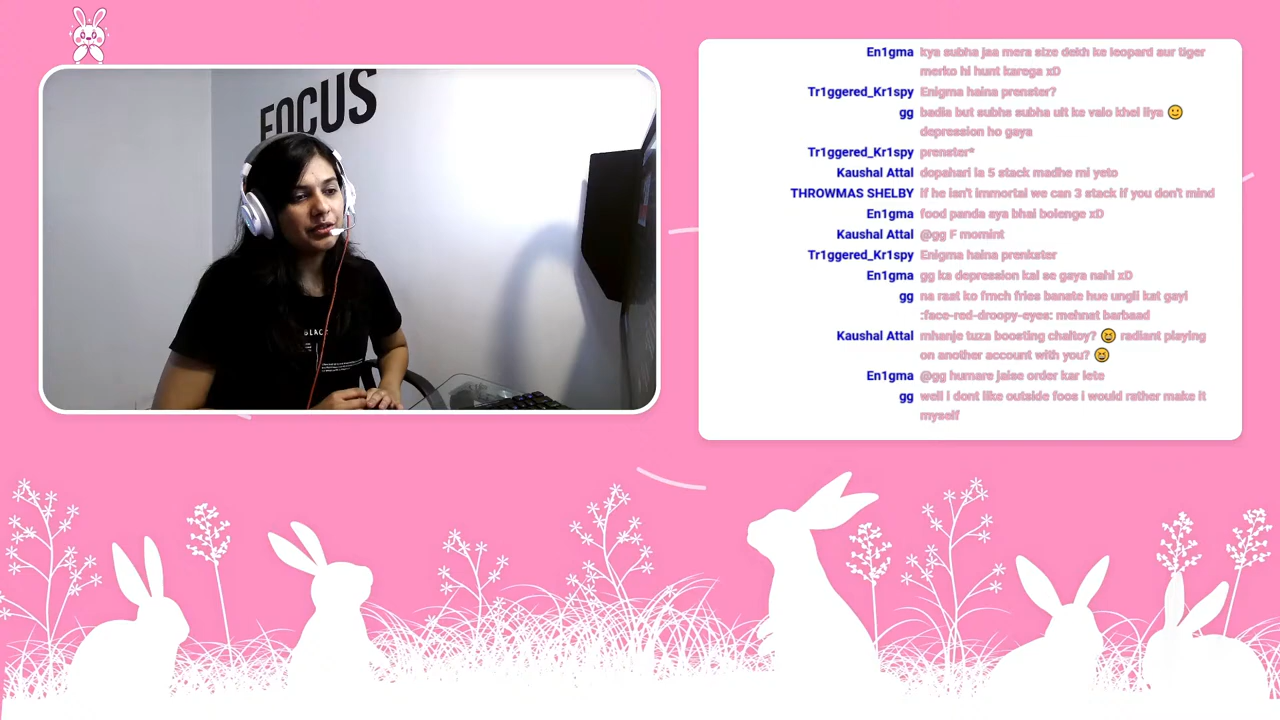 FOCUS
BLACK
En1gma kya subha jaa mera size dekh ke leopard aur tiger
merko hi hunt karega xD
Tr1ggered_Kr1spy Enigma haina prenster?
gg badia but subhs subha uit ke valo khel liya 🙂
depression ho gaya
Tr1ggered_Kr1spy prenster*
Kaushal Attal dopahari la 5 stack madhe mi yeto
THROWMAS SHELBY If he isn't immortal we can 3 stack if you don't mind
En1gma food panda aya bhai bolenge xD
Kaushal Attal @gg F momint
Tr1ggered_Kr1spy Enigma haina prenkster
En1gma gg ka depression kal se gaya nahi xD
gg na raat ko frnch fries banate hue ungli kat gayi
:face-red-droopy-eyes: mehnat barbaad
Kaushal Attal mhanje tuza boosting chaltoy? 😆 radiant playing
on another account with you? 😆
En1gma @gg humare jaise order kar lete
gg well i dont like outside foos i would rather make it
myself